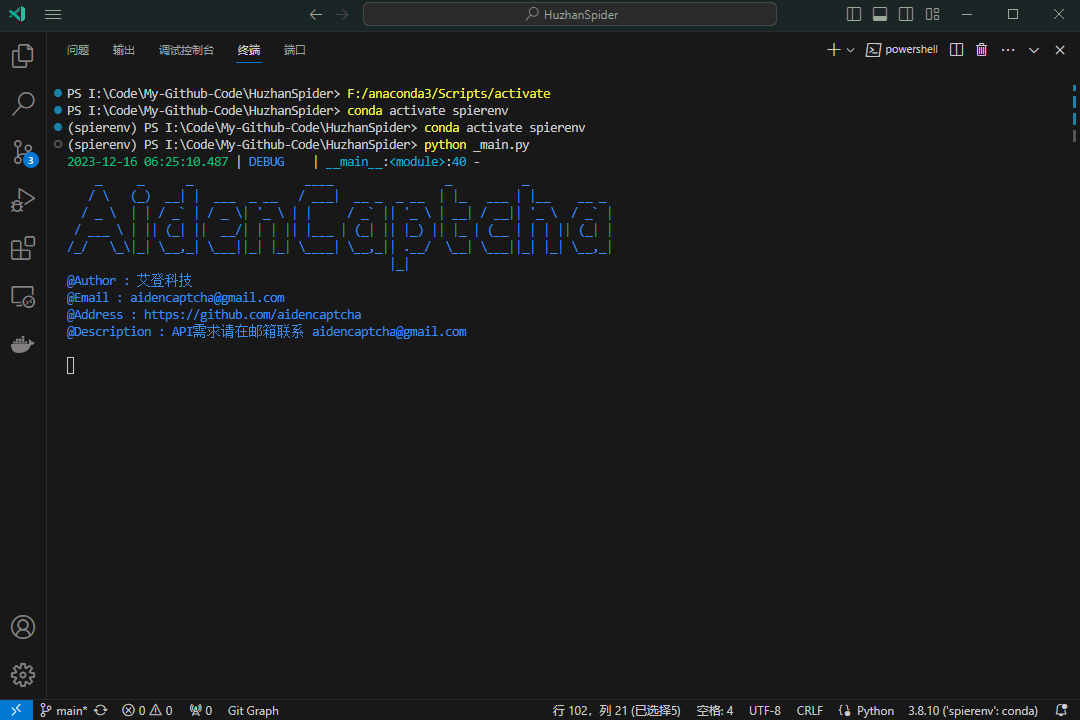 HuzhanSpider
问题 输出 调试控制台 终端 端口 powershell
PS I:\Code\My-Github-Code\HuzhanSpider> F:/anaconda3/Scripts/activate
PS I:\Code\My-Github-Code\HuzhanSpider> conda activate spierenv
(spierenv) PS I:\Code\My-Github-Code\HuzhanSpider> conda activate spierenv
(spierenv) PS I:\Code\My-Github-Code\HuzhanSpider> python _main.py
2023-12-16 06:25:10.487 | DEBUG | __main__:<module>:40 -
AidenCaptcha
@Author : 艾登科技
@Email : aidencaptcha@gmail.com
@Address : https://github.com/aidencaptcha
@Description : API需求请在邮箱联系 aidencaptcha@gmail.com
3
main* 0 0 0 Git Graph 行 102，列 21 (已选择5) 空格: 4 UTF-8 CRLF Python 3.8.10 ('spierenv': conda)